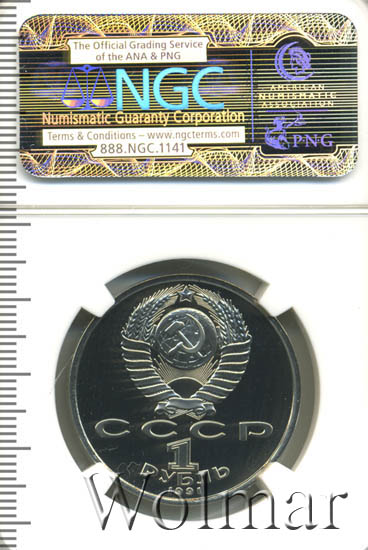 The Official Grading Service
of the ANA & PNG
NGC
Numismatic Guaranty Corporation
Terms & Conditions – www.ngcterms.com
888.NGC.1141
AMERICAN
NUMISMATIC
ASSOCIATION
PNG
СССР
1
РУБЛЬ
1991
Wolmar